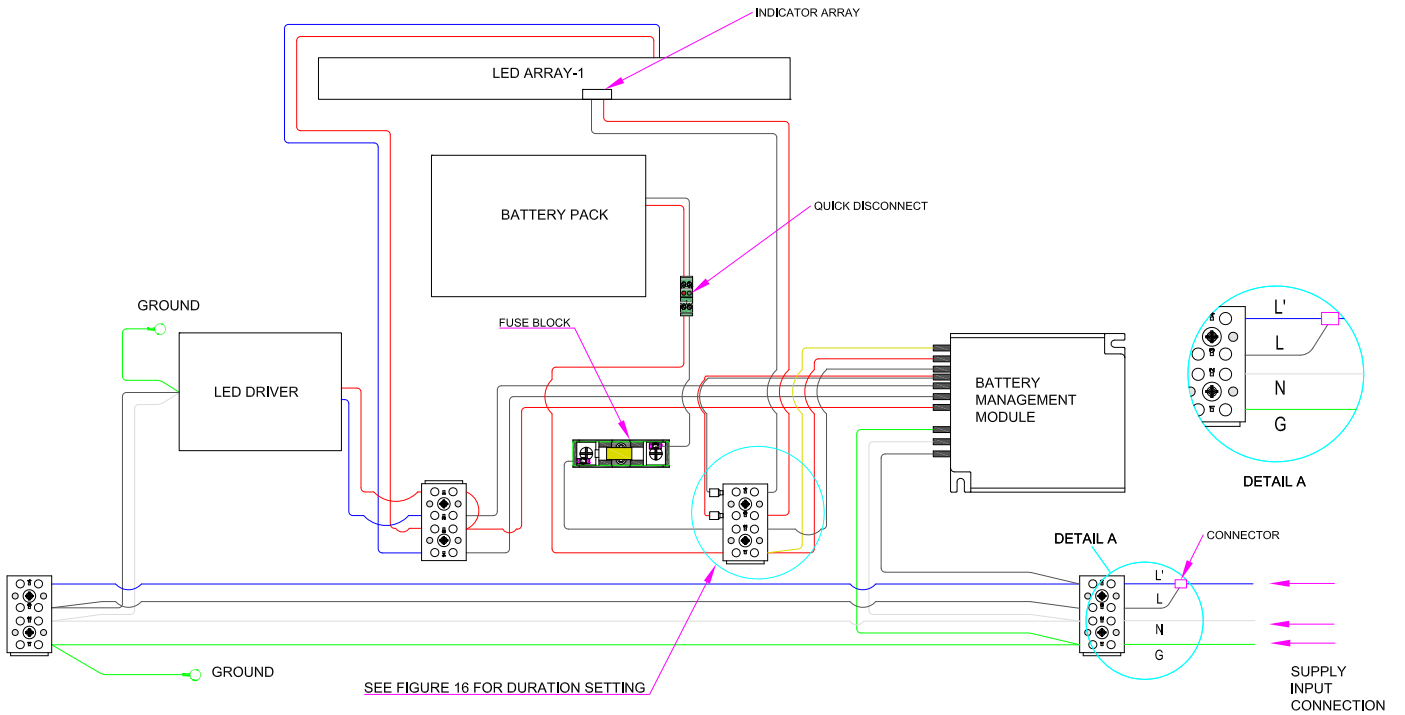 INDICATOR ARRAY
LED ARRAY-1
BATTERY PACK
QUICK DISCONNECT
GROUND
FUSE BLOCK
L'
L
N
G
LED DRIVER
BATTERY
MANAGEMENT
MODULE
DETAIL A
DETAIL A
CONNECTOR
L'
L
N
G
GROUND
SEE FIGURE 16 FOR DURATION SETTING
SUPPLY
INPUT
CONNECTION